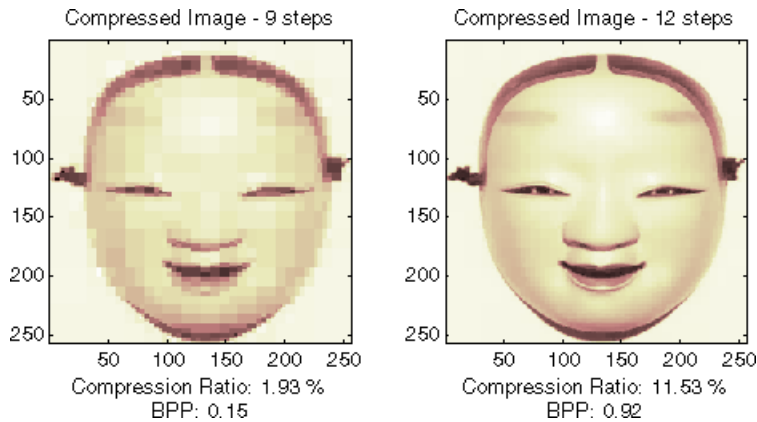 Compressed Image - 9 steps
50
100
150
200
250
50 100 150 200 250
Compression Ratio: 1.93 %
BPP: 0.15
Compressed Image - 12 steps
50
100
150
200
250
50 100 150 200 250
Compression Ratio: 11.53 %
BPP: 0.92